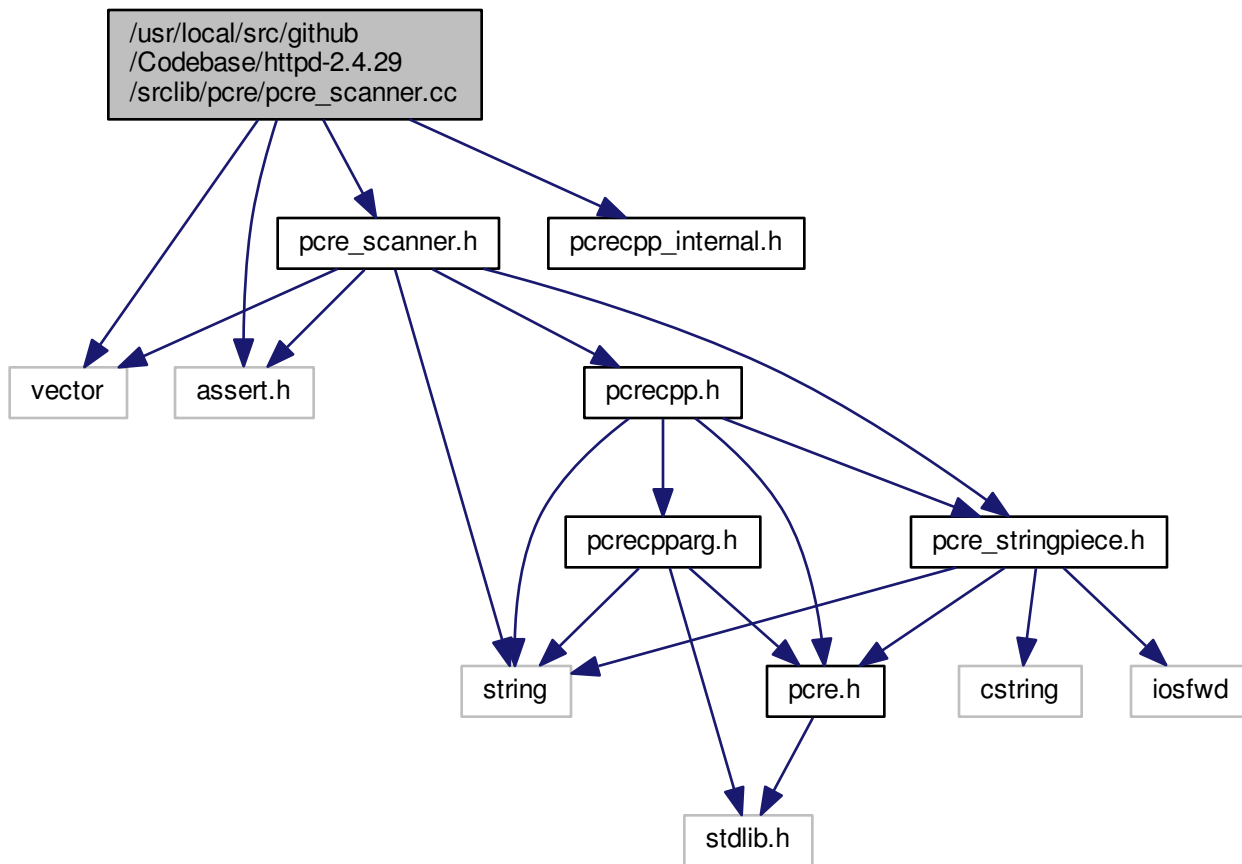 /usr/local/src/github
/Codebase/httpd-2.4.29
/srclib/pcre/pcre_scanner.cc
pcre_scanner.h
pcrecpp_internal.h
vector
assert.h
pcrecpp.h
pcrecpparg.h
pcre_stringpiece.h
string
pcre.h
cstring
iosfwd
stdlib.h